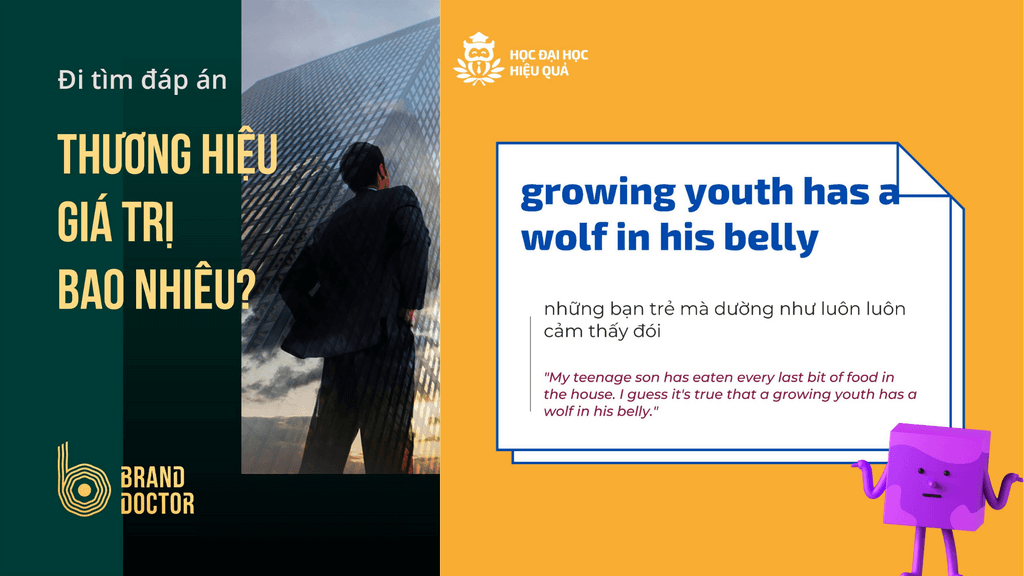 Đi tìm đáp án
THƯƠNG HIỆU
GIÁ TRỊ
BAO NHIÊU?
BRAND
DOCTOR
HỌC ĐẠI HỌC
HIỆU QUẢ
growing youth has a
wolf in his belly
những bạn trẻ mà dường như luôn luôn
cảm thấy đói
"My teenage son has eaten every last bit of food in
the house. I guess it's true that a growing youth has a
wolf in his belly."